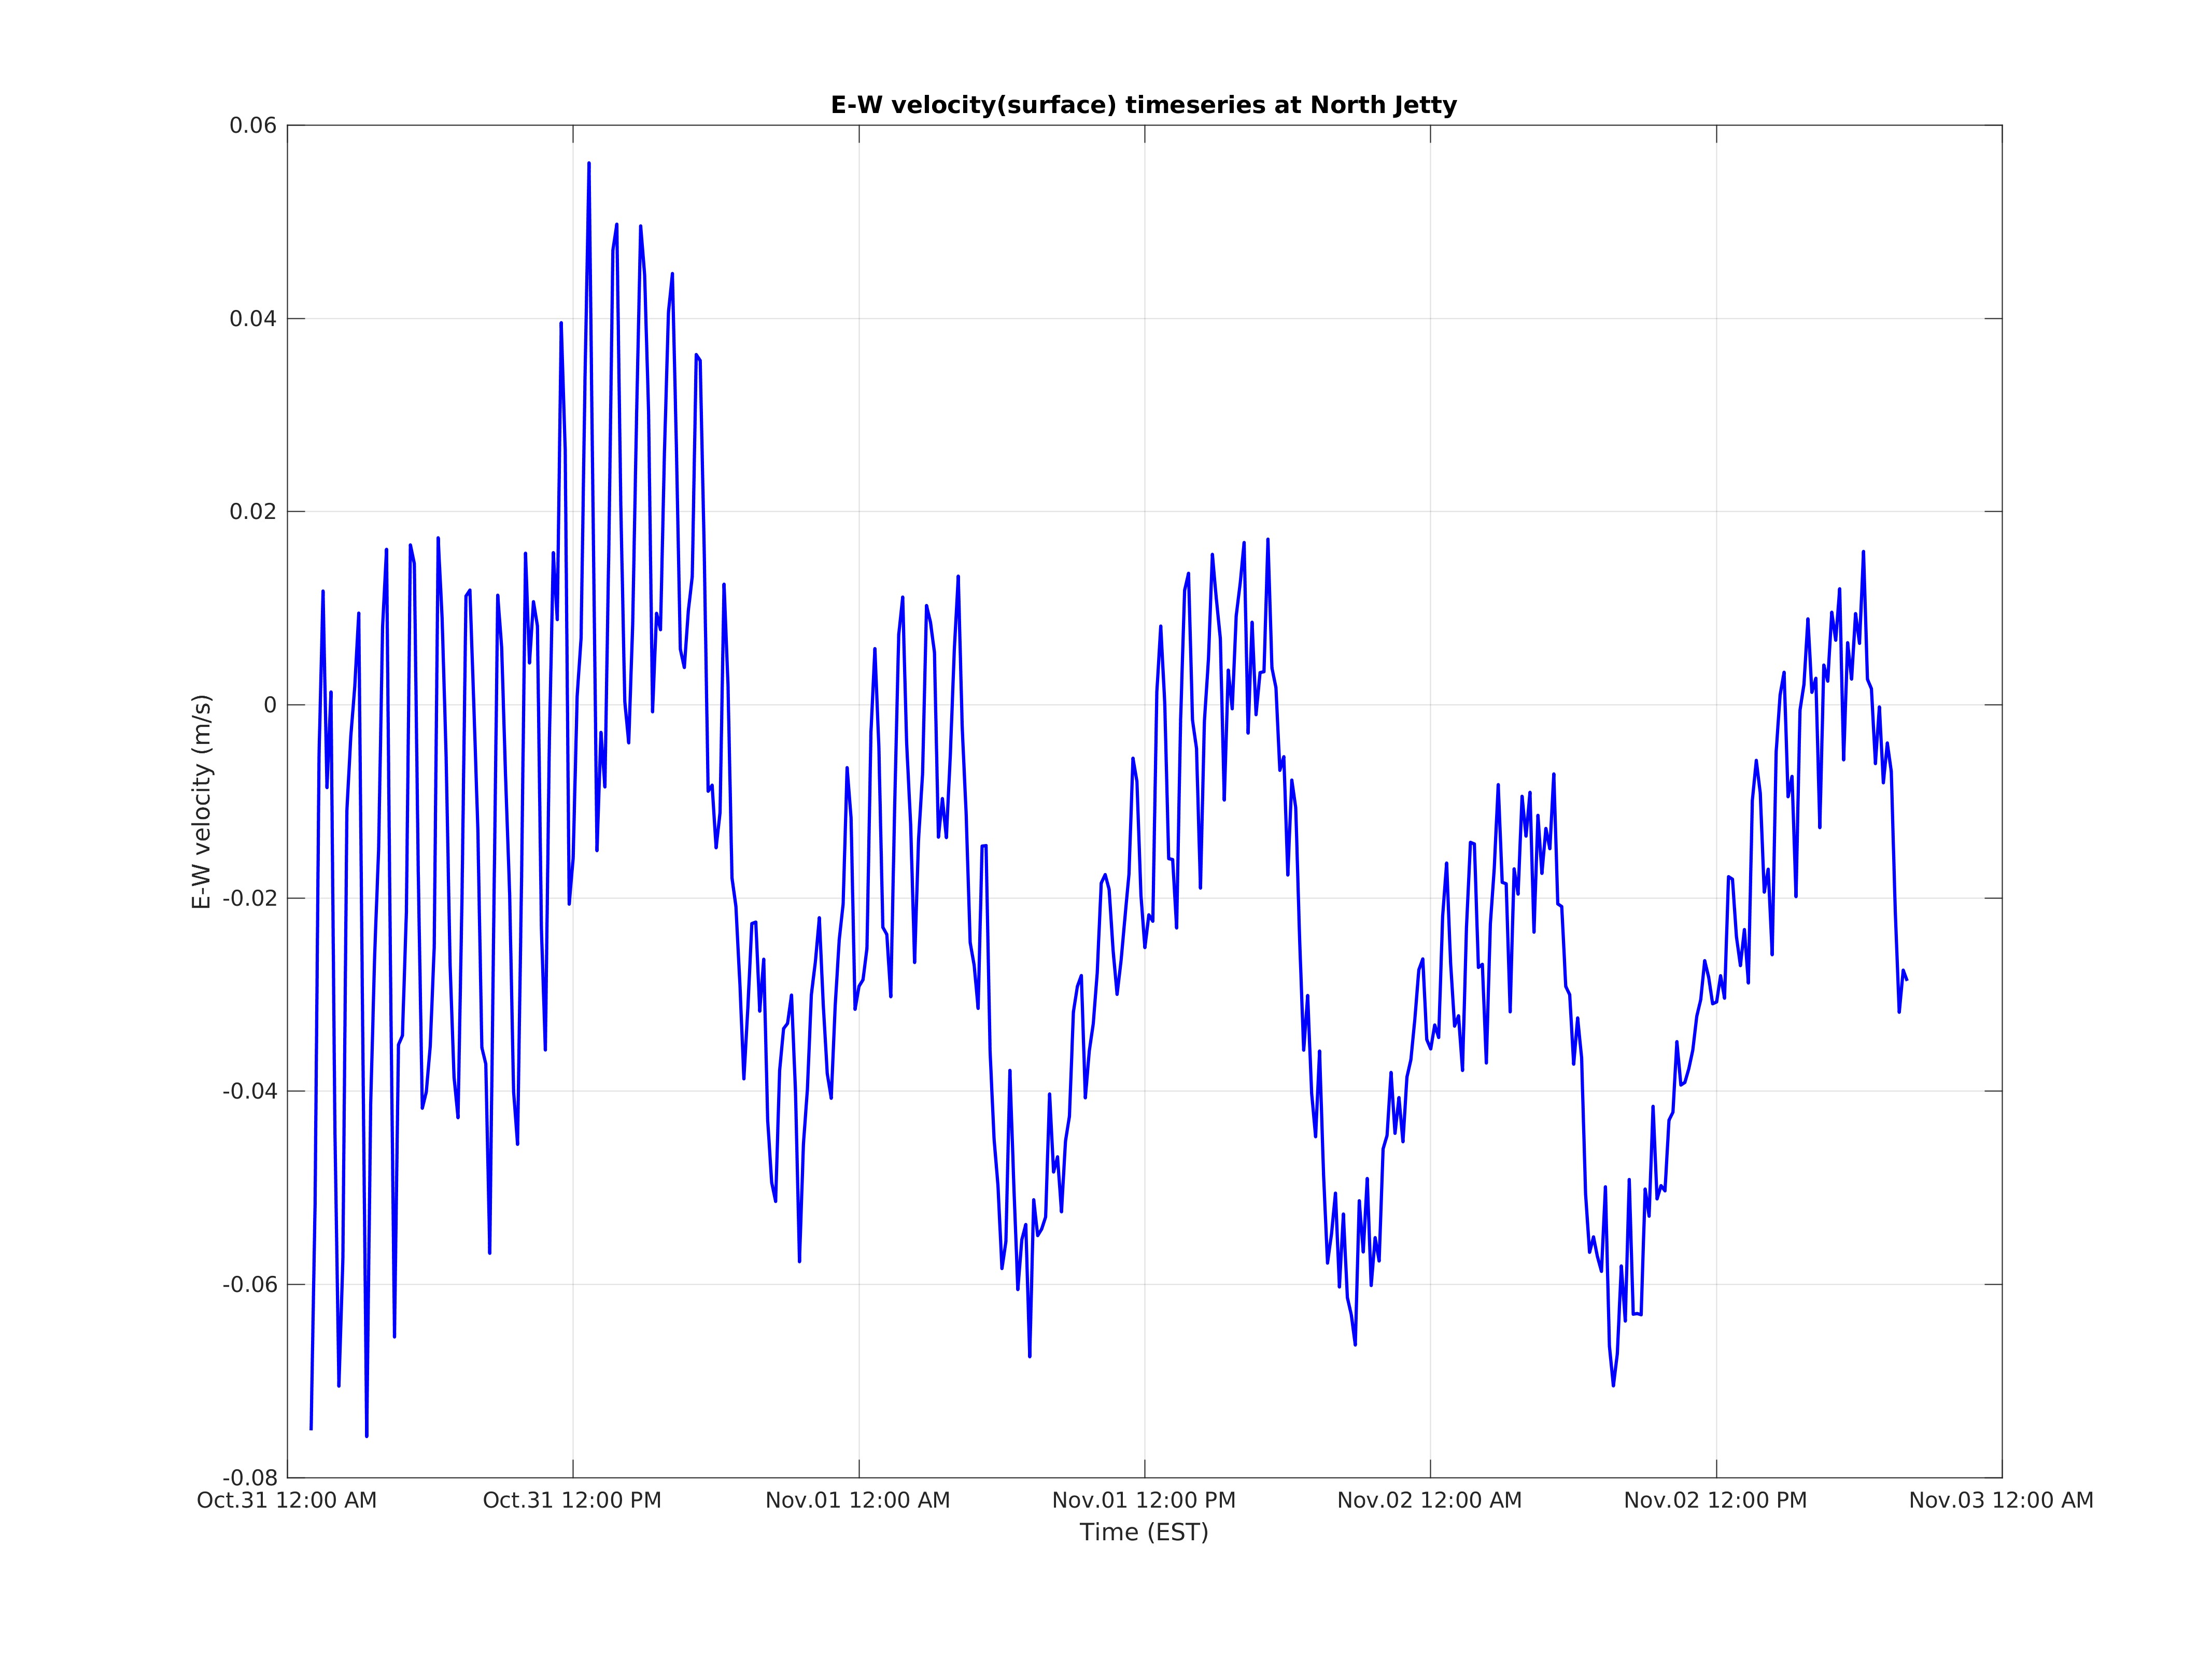 E-W velocity(surface) timeseries at North Jetty
0.06
0.04
0.02
0
-0.02
-0.04
-0.06
-0.08
E-W velocity (m/s)
Oct.31 12:00 AM
Oct.31 12:00 PM
Nov.01 12:00 AM
Nov.01 12:00 PM
Nov.02 12:00 AM
Nov.02 12:00 PM
Nov.03 12:00 AM
Time (EST)